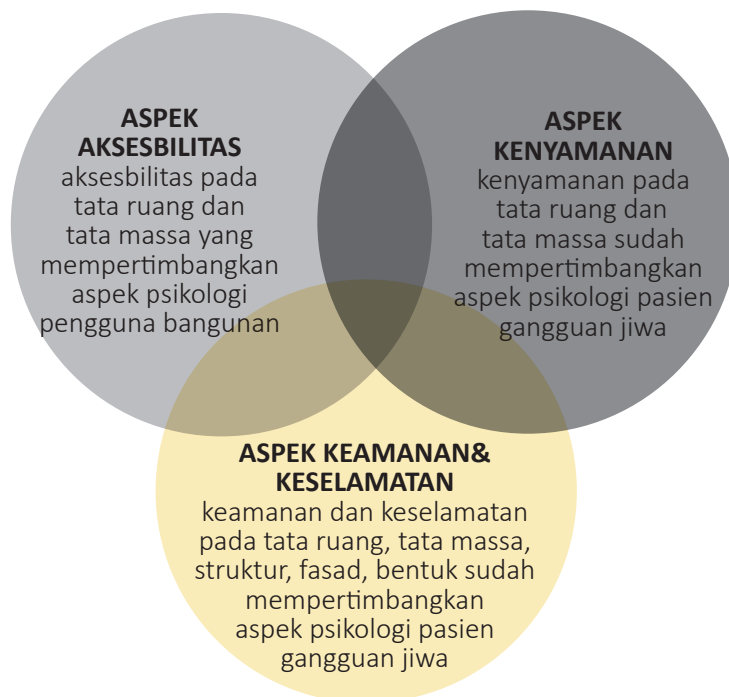 ASPEK
AKSESBILITAS
aksesbilitas pada
tata ruang dan
tata massa yang
mempertimbangkan
aspek psikologi
pengguna bangunan
ASPEK
KENYAMANAN
kenyamanan pada
tata ruang dan
tata massa sudah
mempertimbangkan
aspek psikologi pasien
gangguan jiwa
ASPEK KEAMANAN&
KESELAMATAN
keamanan dan keselamatan
pada tata ruang, tata massa,
struktur, fasad, bentuk sudah
mempertimbangkan
aspek psikologi pasien
gangguan jiwa